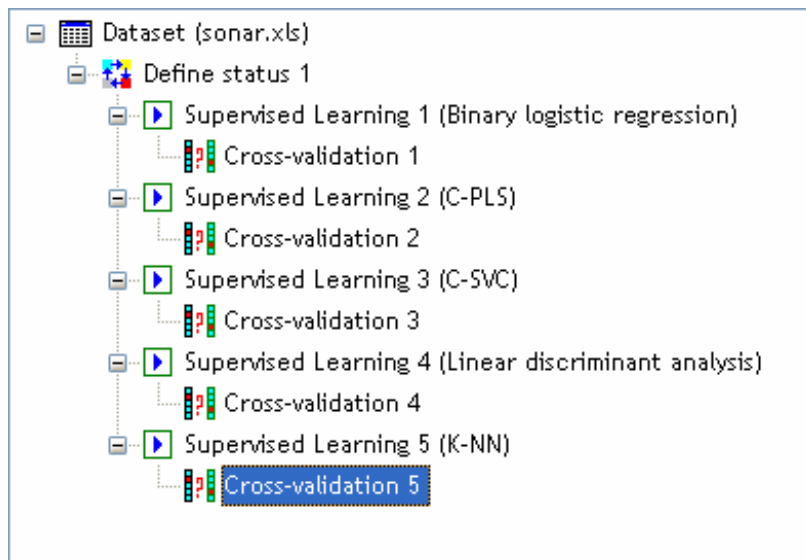 Dataset (sonar.xls)
Define status 1
Supervised Learning 1 (Binary logistic regression)
Cross-validation 1
Supervised Learning 2 (C-PLS)
Cross-validation 2
Supervised Learning 3 (C-SVC)
Cross-validation 3
Supervised Learning 4 (Linear discriminant analysis)
Cross-validation 4
Supervised Learning 5 (K-NN)
Cross-validation 5